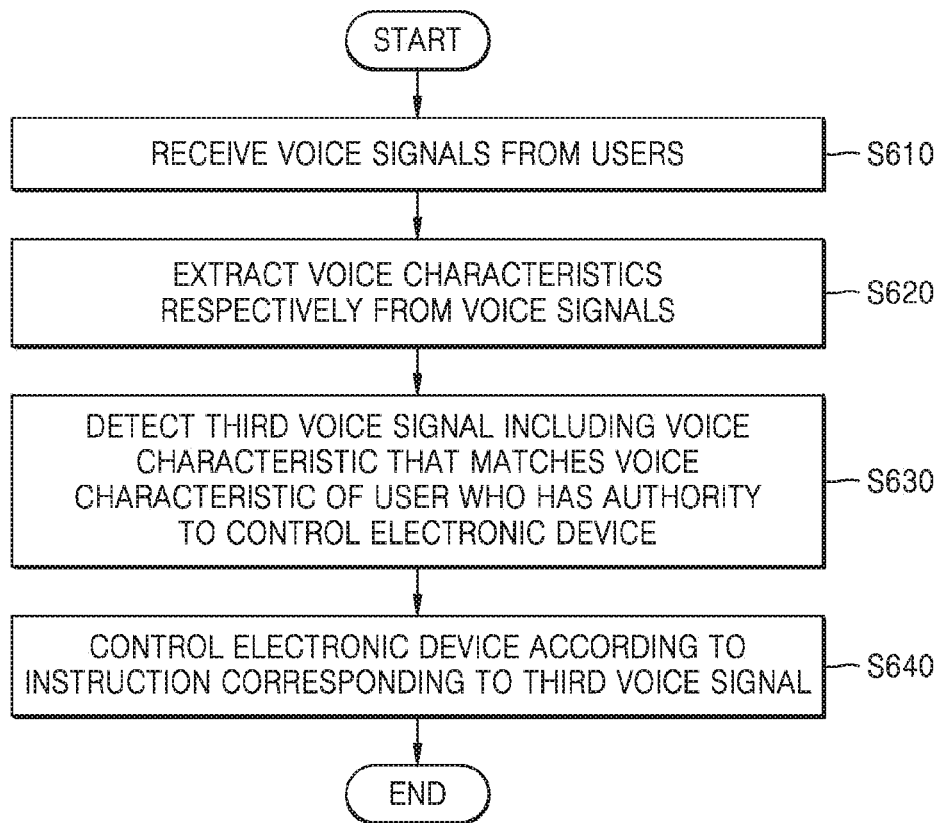 START
RECEIVE VOICE SIGNALS FROM USERS
S610
EXTRACT VOICE CHARACTERISTICS
RESPECTIVELY FROM VOICE SIGNALS
S620
DETECT THIRD VOICE SIGNAL INCLUDING VOICE
CHARACTERISTIC THAT MATCHES VOICE
CHARACTERISTIC OF USER WHO HAS AUTHORITY
TO CONTROL ELECTRONIC DEVICE
S630
CONTROL ELECTRONIC DEVICE ACCORDING TO
INSTRUCTION CORRESPONDING TO THIRD VOICE SIGNAL
S640
END